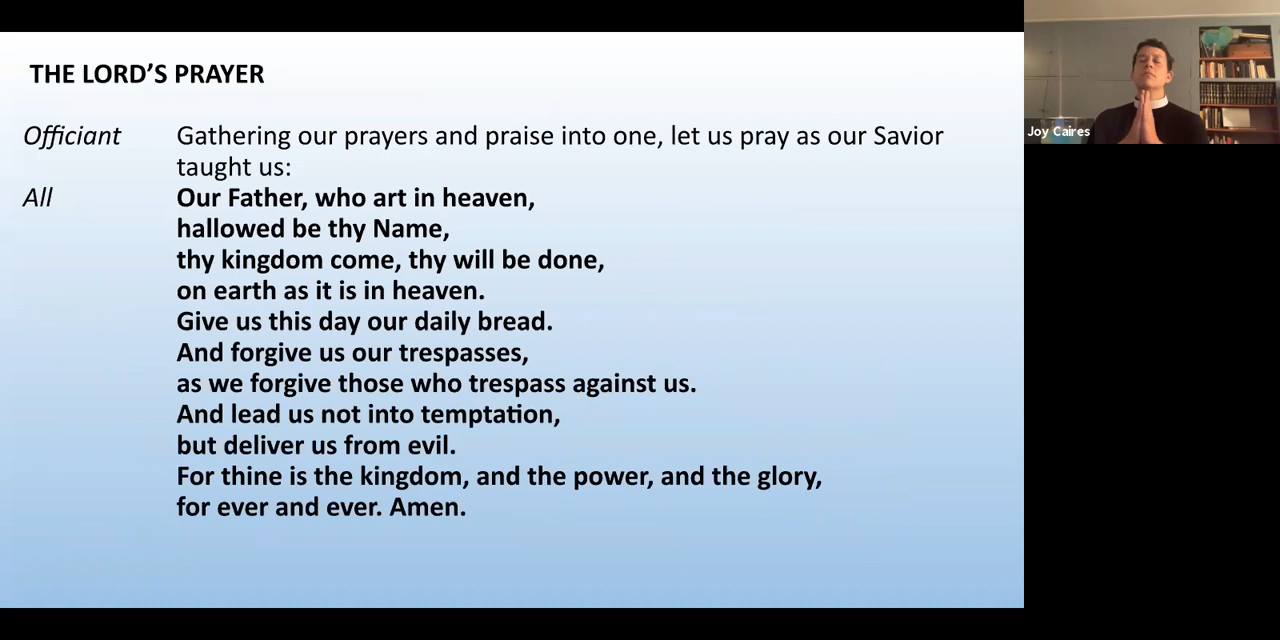 THE LORD'S PRAYER
Officiant Gathering our prayers and praise into one, let us pray as our Savior
taught us:
All Our Father, who art in heaven,
hallowed be thy Name,
thy kingdom come, thy will be done,
on earth as it is in heaven.
Give us this day our daily bread.
And forgive us our trespasses,
as we forgive those who trespass against us.
And lead us not into temptation,
but deliver us from evil.
For thine is the kingdom, and the power, and the glory,
for ever and ever. Amen.
Joy Caires